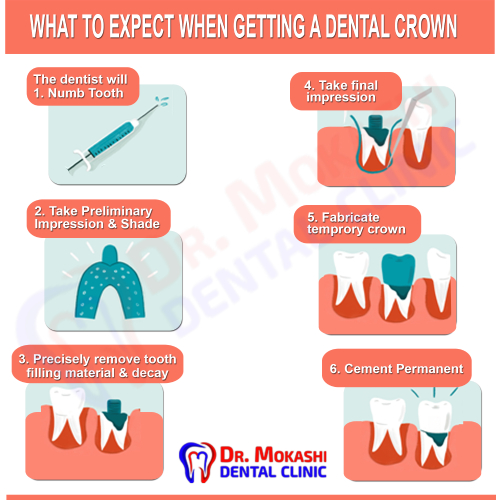 WHAT TO EXPECT WHEN GETTING A DENTAL CROWN
The dentist will
1. Numb Tooth
2. Take Preliminary
Impression & Shade
3. Precisely remove tooth
filling material & decay
4. Take final
impression
5. Fabricate
temprory crown
6. Cement Permanent
DR. MOKASHI
DENTAL CLINIC
DR. MOKASHI
DENTAL CLINIC